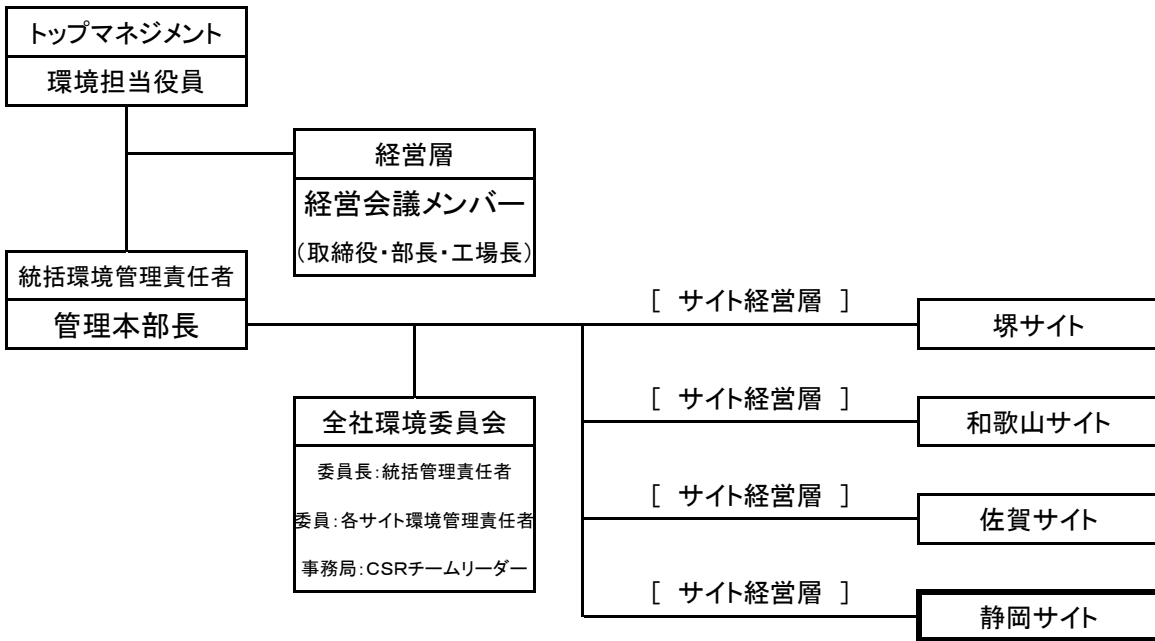 トップマネジメント
環境担当役員
経営層
経営会議メンバー
(取締役・部長・工場長)
統括環境管理責任者
管理本部長
[ サイト経営層 ]
堺サイト
全社環境委員会
委員長:統括管理責任者
委員:各サイト環境管理責任者
事務局:CSRチームリーダー
[ サイト経営層 ]
和歌山サイト
[ サイト経営層 ]
佐賀サイト
[ サイト経営層 ]
静岡サイト